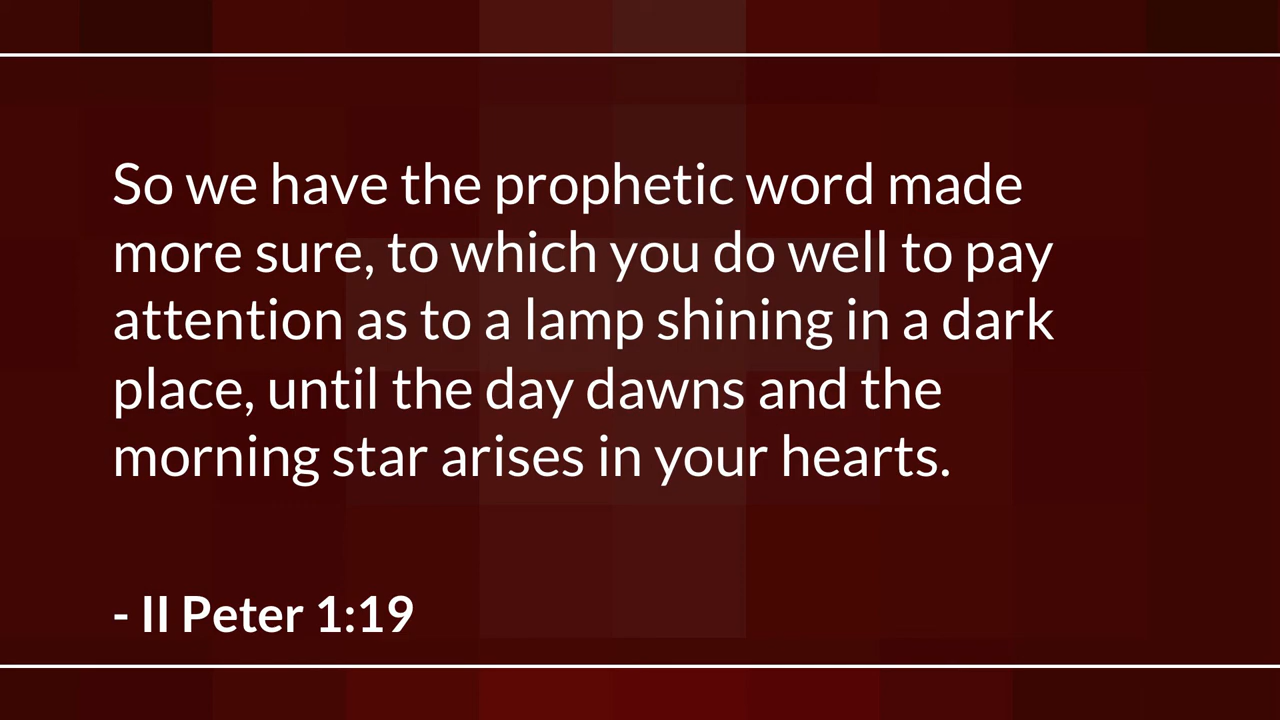 So we have the prophetic word made
more sure, to which you do well to pay
attention as to a lamp shining in a dark
place, until the day dawns and the
morning star arises in your hearts.
- II Peter 1:19